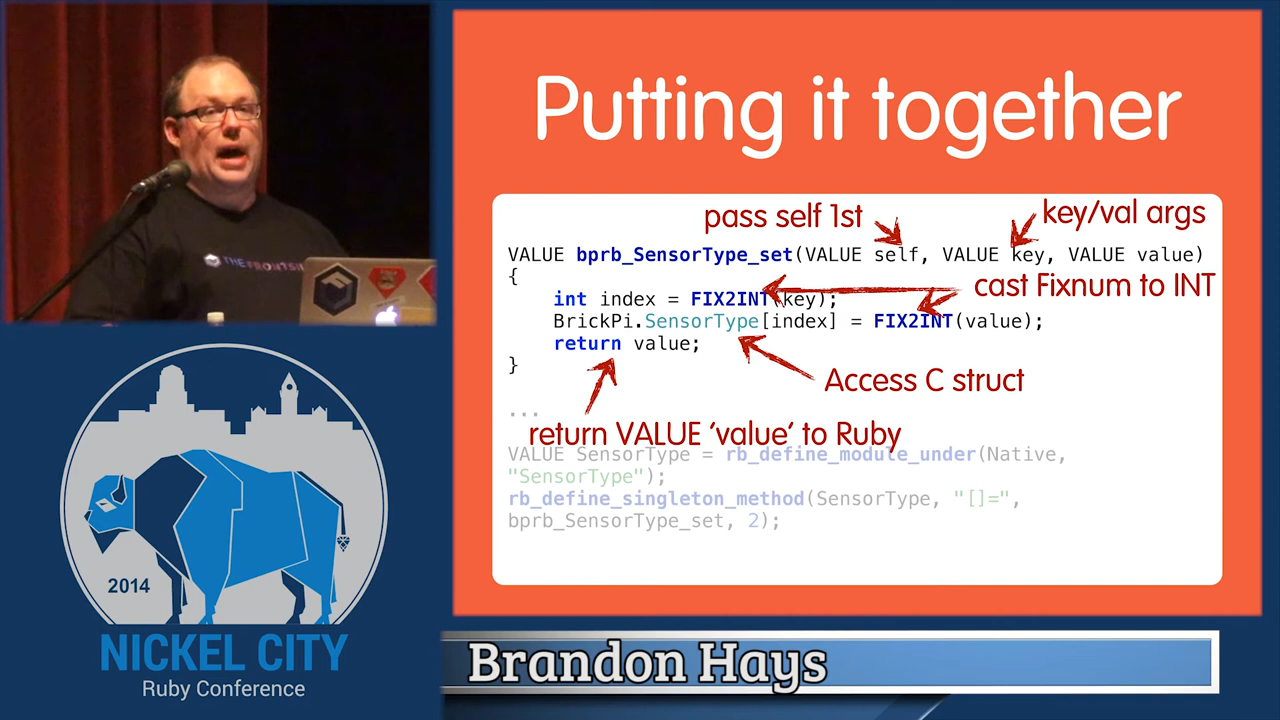 Putting it together
pass self 1st
key/val args
VALUE bprb_SensorType_set(VALUE self, VALUE key, VALUE value)
{
int index = FIX2INT(key);
cast Fixnum to INT
BrickPi.SensorType[index] = FIX2INT(value);
return value;
}
Access C struct
...
return VALUE ‘value‘ to Ruby
VALUE SensorType = rb_define_module_under(Native,
"SensorType");
rb_define_singleton_method(SensorType, "[]=",
bprb_SensorType_set, 2);
2014
NICKEL CITY
Ruby Conference
Brandon Hays